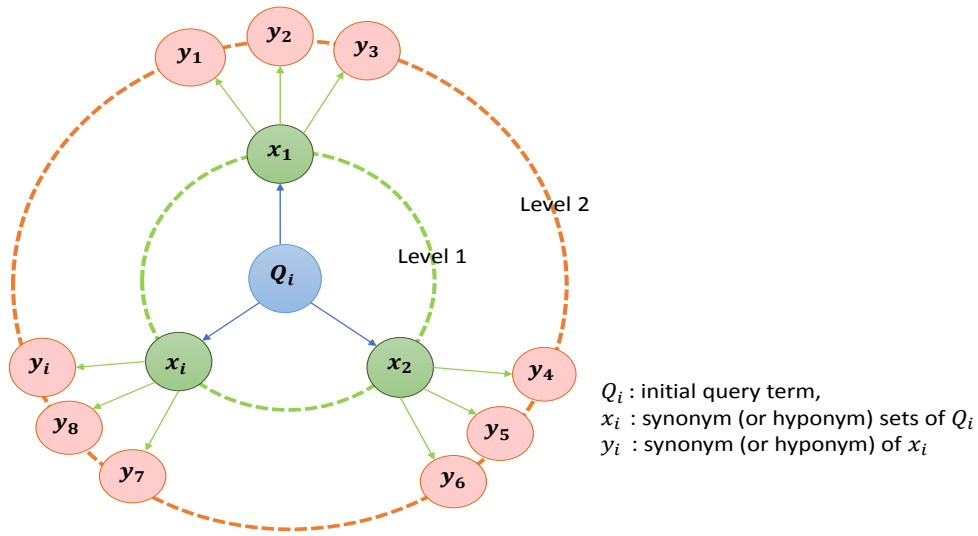 y₁
y₂
y₃
x₁
Level 2
Level 1
Qᵢ
xᵢ
x₂
yᵢ
y₄
y₈
y₅
y₇
y₆
Qᵢ : initial query term,
xᵢ : synonym (or hyponym) sets of Qᵢ
yᵢ : synonym (or hyponym) of xᵢ